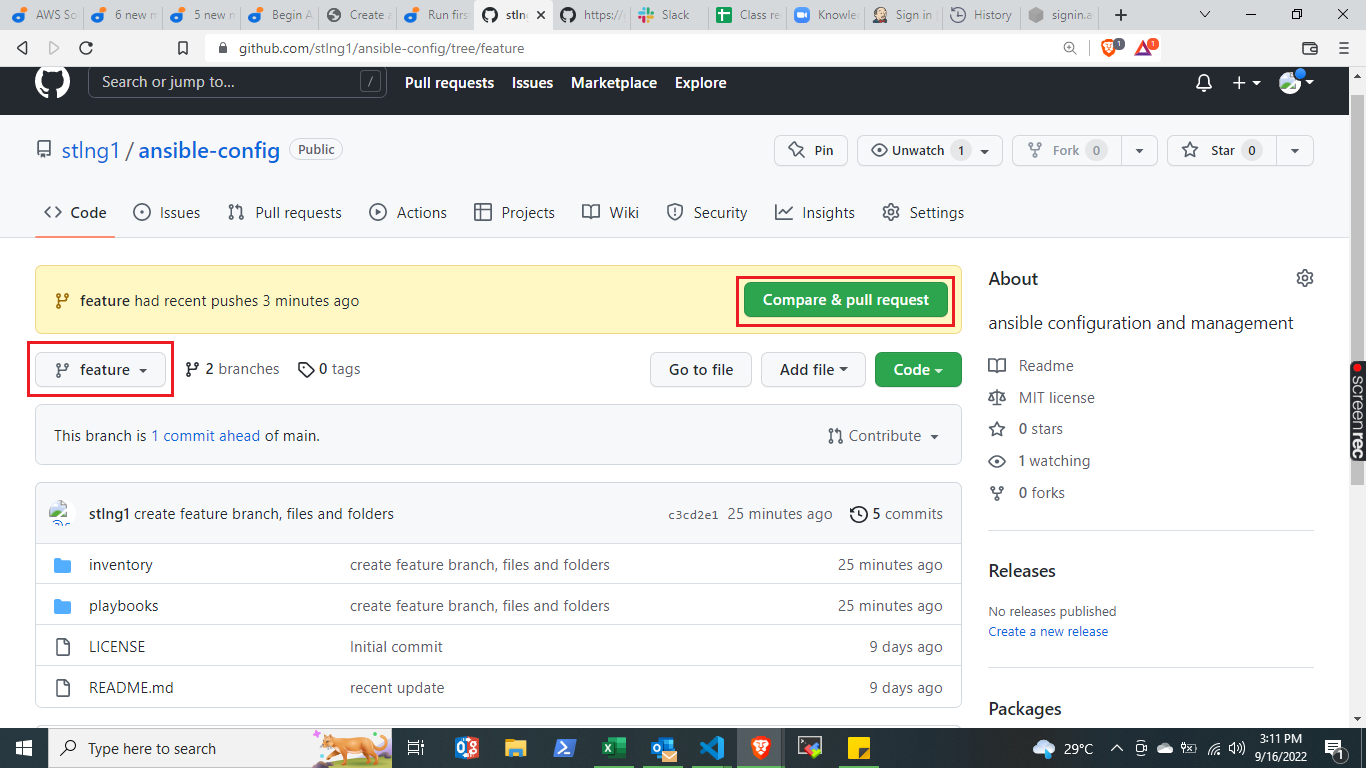 AWS So
6 new m
5 new n
Begin A
Create a
Run firs
stlng
https://
Slack
Class re
Knowle
Sign in
History
signin.a
github.com/stlng1/ansible-config/tree/feature
1
1
Search or jump to...
/
Pull requests
Issues
Marketplace
Explore
stlng1 / ansible-config
Public
Pin
Unwatch 1
Fork 0
Star 0
Code
Issues
Pull requests
Actions
Projects
Wiki
Security
Insights
Settings
feature had recent pushes 3 minutes ago
Compare & pull request
feature
2 branches
0 tags
Go to file
Add file
Code
This branch is 1 commit ahead of main.
Contribute
stlng1 create feature branch, files and folders
c3cd2e1 25 minutes ago
5 commits
inventory
create feature branch, files and folders
25 minutes ago
playbooks
create feature branch, files and folders
25 minutes ago
LICENSE
Initial commit
9 days ago
README.md
recent update
9 days ago
About
ansible configuration and management
Readme
MIT license
0 stars
1 watching
0 forks
Releases
No releases published
Create a new release
Packages
screenrec
Type here to search
29°C
3:11 PM
9/16/2022
1